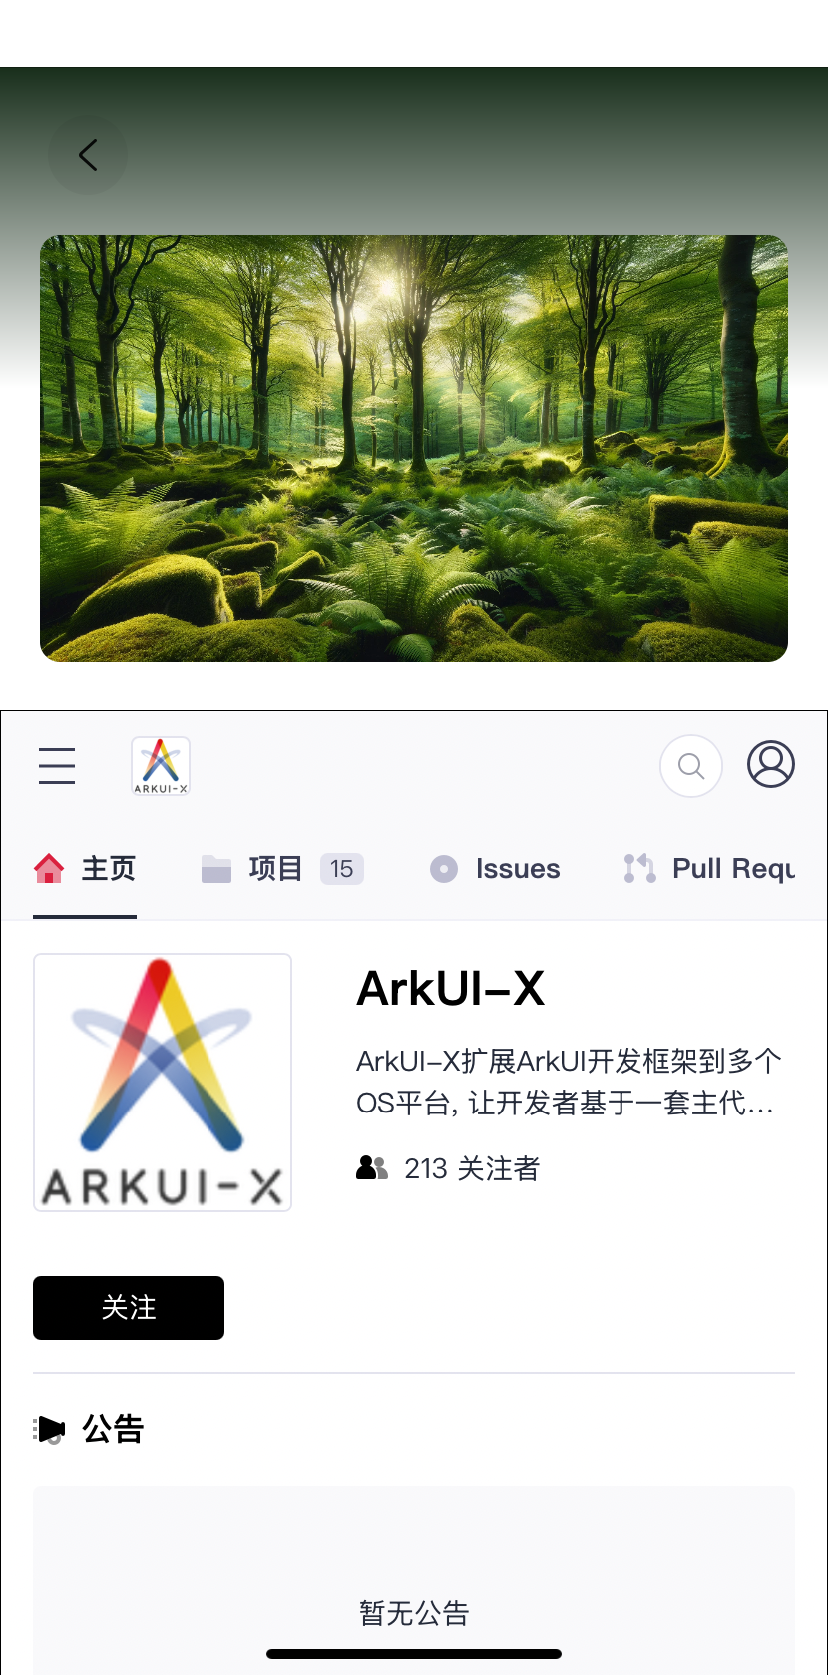 ARKUI-X
主页
项目 15
Issues
Pull Requ
ARKUI-X
ArkUI-X
ArkUI-X扩展ArkUI开发框架到多个
OS平台, 让开发者基于一套主代...
213 关注者
关注
公告
暂无公告